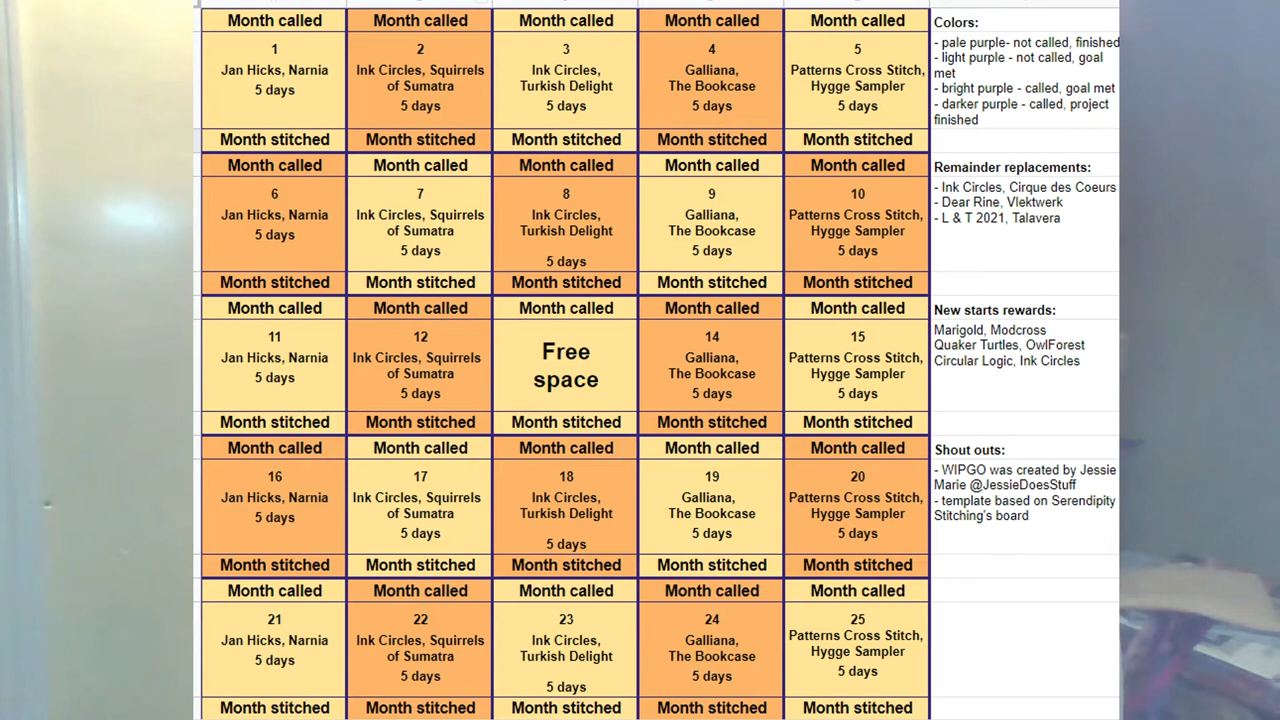 Month called Month called Month called Month called Month called
1 2 3 4 5
Jan Hicks, Narnia
5 days
Ink Circles, Squirrels
of Sumatra
5 days
Ink Circles,
Turkish Delight
5 days
Galliana,
The Bookcase
5 days
Patterns Cross Stitch,
Hygge Sampler
5 days
Month stitched Month stitched Month stitched Month stitched Month stitched
Month called Month called Month called Month called Month called
6 7 8 9 10
Jan Hicks, Narnia
5 days
Ink Circles, Squirrels
of Sumatra
5 days
Ink Circles,
Turkish Delight
5 days
Galliana,
The Bookcase
5 days
Patterns Cross Stitch,
Hygge Sampler
5 days
Month stitched Month stitched Month stitched Month stitched Month stitched
Month called Month called Month called Month called Month called
11 12 14 15
Jan Hicks, Narnia
5 days
Ink Circles, Squirrels
of Sumatra
5 days
Free
space
Galliana,
The Bookcase
5 days
Patterns Cross Stitch,
Hygge Sampler
5 days
Month stitched Month stitched Month stitched Month stitched Month stitched
Month called Month called Month called Month called Month called
16 17 18 19 20
Jan Hicks, Narnia
5 days
Ink Circles, Squirrels
of Sumatra
5 days
Ink Circles,
Turkish Delight
5 days
Galliana,
The Bookcase
5 days
Patterns Cross Stitch,
Hygge Sampler
5 days
Month stitched Month stitched Month stitched Month stitched Month stitched
Month called Month called Month called Month called Month called
21 22 23 24 25
Jan Hicks, Narnia
5 days
Ink Circles, Squirrels
of Sumatra
5 days
Ink Circles,
Turkish Delight
5 days
Galliana,
The Bookcase
5 days
Patterns Cross Stitch,
Hygge Sampler
5 days
Month stitched Month stitched Month stitched Month stitched Month stitched
Colors:
- pale purple- not called, finished
- light purple - not called, goal
met
- bright purple - called, goal met
- darker purple - called, project
finished
Remainder replacements:
- Ink Circles, Cirque des Coeurs
- Dear Rine, Vlektwerk
- L & T 2021, Talavera
New starts rewards:
Marigold, Modcross
Quaker Turtles, OwlForest
Circular Logic, Ink Circles
Shout outs:
- WIPGO was created by Jessie
Marie @JessieDoesStuff
- template based on Serendipity
Stitching's board